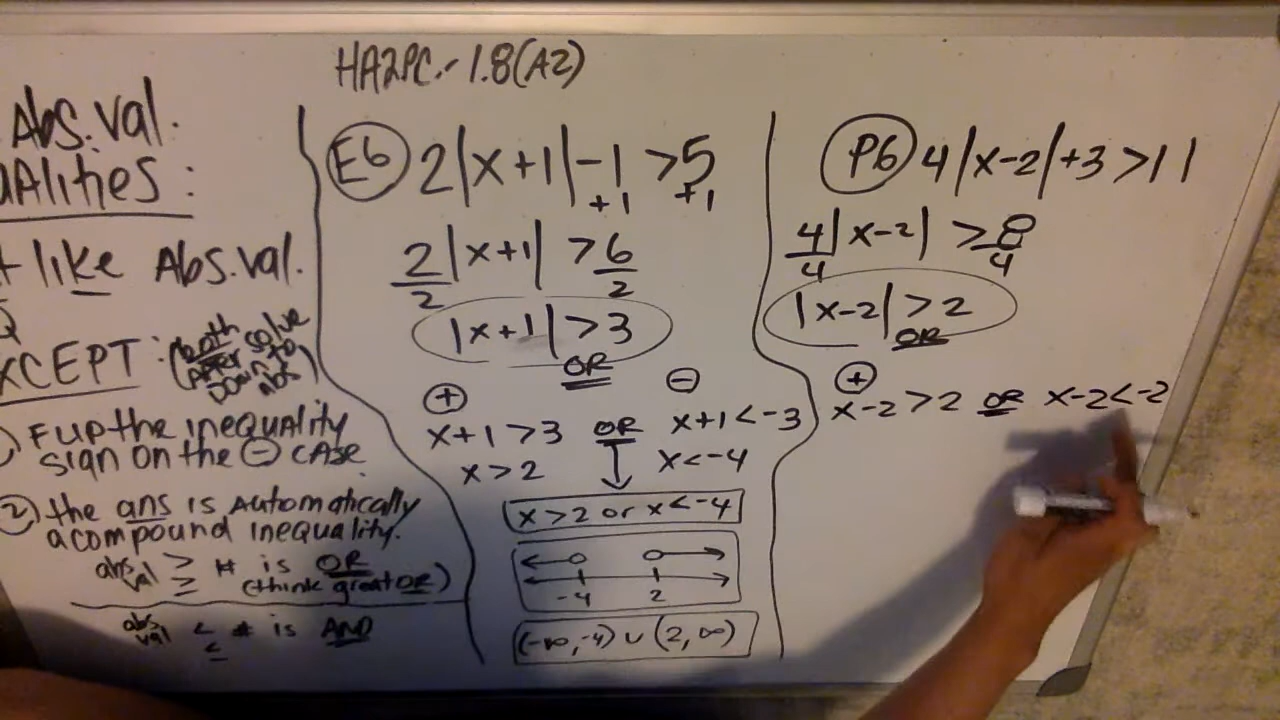 HA2PC - 1.8(A2)
Abs. val.
ualities:
like Abs. val.
XCEPT: (both AFTER solve DOWN to abs)
FLIP the inequality
sign on the ⊖ CASE.
2) the ans is Automatically
a compound inequality.
abs val > ≥ # is OR
(think greatOR)
abs val < ≤ # is AND
E6 2|x+1|-1 >5
+1 +1
2|x+1| >6
2 2
|x+1| >3
OR
+ -
x+1>3 OR x+1<-3
x>2 x<-4
x>2 or x<-4
-4 2
(-∞,-4) ∪ (2,∞)
P6 4|x-2|+3>11
4|x-2| >8
4 4
|x-2| >2
OR
+
x-2>2 OR x-2<-2